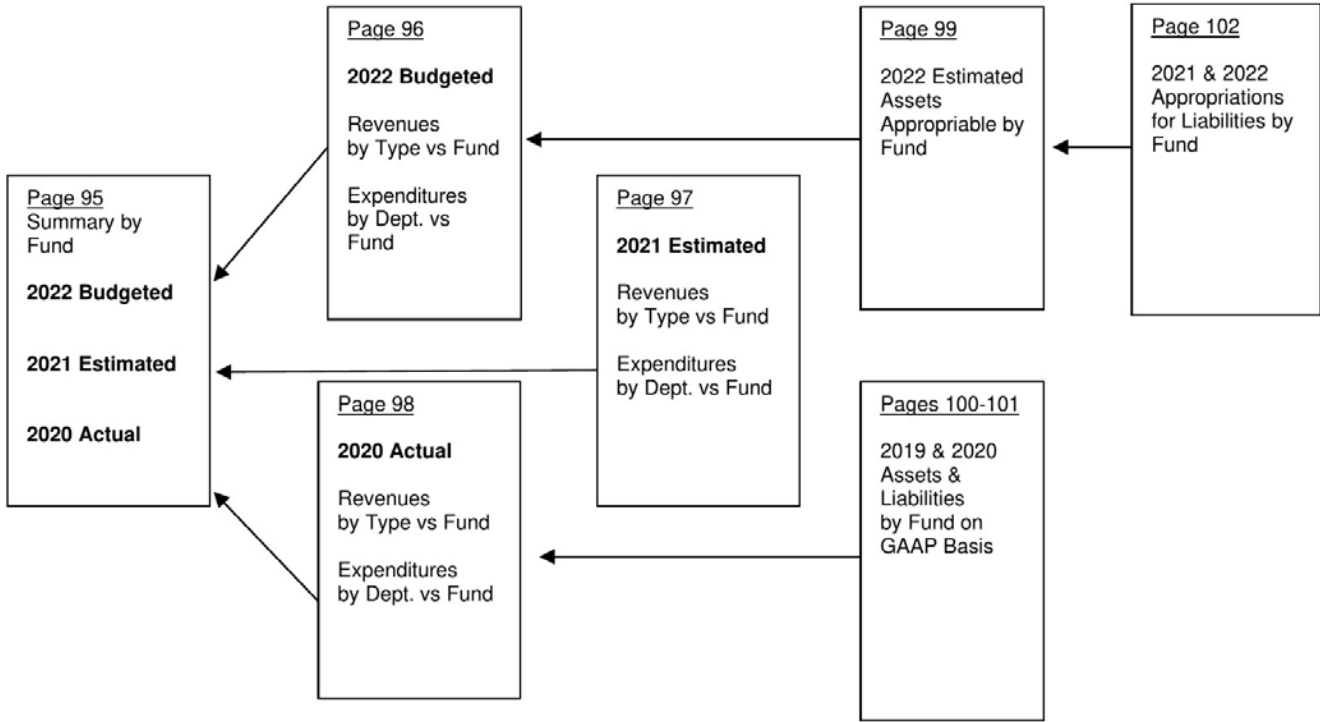 Page 96
2022 Budgeted
Revenues
by Type vs Fund
Expenditures
by Dept. vs
Fund
Page 99
2022 Estimated
Assets
Appropriable by
Fund
Page 102
2021 & 2022
Appropriations
for Liabilities by
Fund
Page 95
Summary by
Fund
2022 Budgeted
2021 Estimated
2020 Actual
Page 97
2021 Estimated
Revenues
by Type vs Fund
Expenditures
by Dept. vs Fund
Page 98
2020 Actual
Revenues
by Type vs Fund
Expenditures
by Dept. vs Fund
Pages 100-101
2019 & 2020
Assets &
Liabilities
by Fund on
GAAP Basis